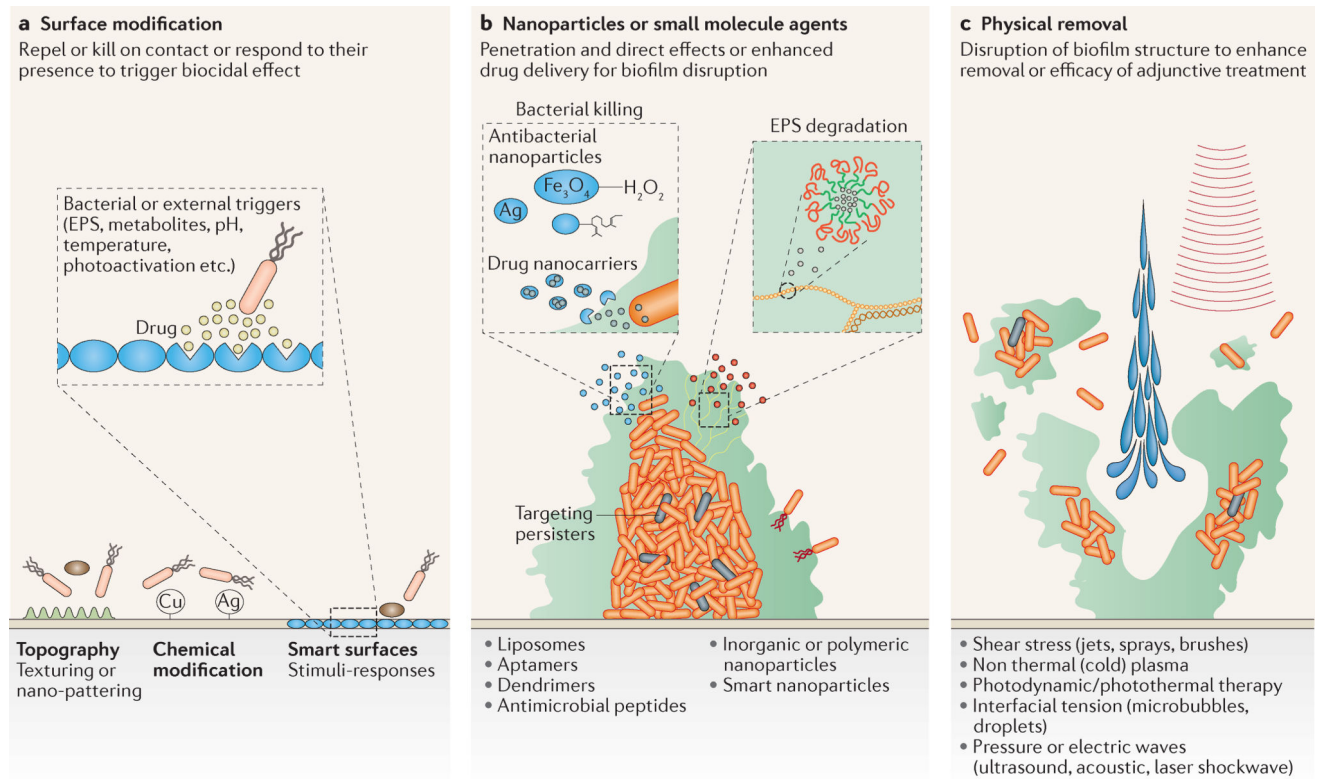 a Surface modification
Repel or kill on contact or respond to their
presence to trigger biocidal effect
Bacterial or external triggers
(EPS, metabolites, pH,
temperature,
photoactivation etc.)
Drug
Cu
Ag
Topography
Texturing or
nano-pattering
Chemical
modification
Smart surfaces
Stimuli-responses
b Nanoparticles or small molecule agents
Penetration and direct effects or enhanced
drug delivery for biofilm disruption
Bacterial killing
Antibacterial
nanoparticles
Fe₃O₄
H₂O₂
Ag
Drug nanocarriers
EPS degradation
Targeting
persisters
• Liposomes
• Aptamers
• Dendrimers
• Antimicrobial peptides
• Inorganic or polymeric
nanoparticles
• Smart nanoparticles
c Physical removal
Disruption of biofilm structure to enhance
removal or efficacy of adjunctive treatment
• Shear stress (jets, sprays, brushes)
• Non thermal (cold) plasma
• Photodynamic/photothermal therapy
• Interfacial tension (microbubbles,
droplets)
• Pressure or electric waves
(ultrasound, acoustic, laser shockwave)